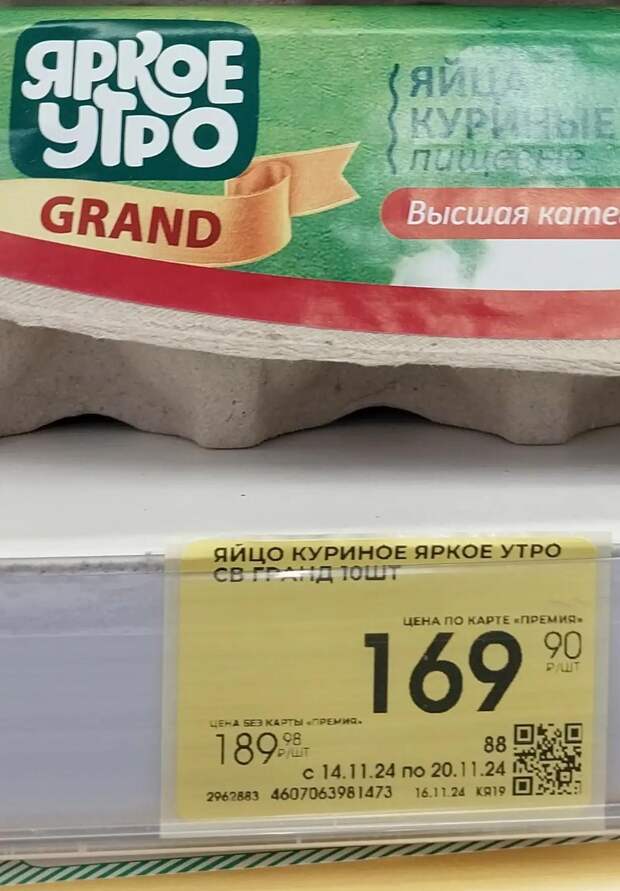 ЯРКОЕ
УТРО
GRAND
ЯЙЦА
КУРИНЫЕ
пищевые
Высшая кате
ЯЙЦО КУРИНОЕ ЯРКОЕ УТРО
СВ ГРАНД 10ШТ
ЦЕНА ПО КАРТЕ «ПРЕМИЯ»
169 90
₽/ШТ
ЦЕНА БЕЗ КАРТЫ «ПРЕМИЯ»
189 98
₽/ШТ
88
с 14.11.24 по 20.11.24
2962883 4607063981473 16.11.24 КЯ19